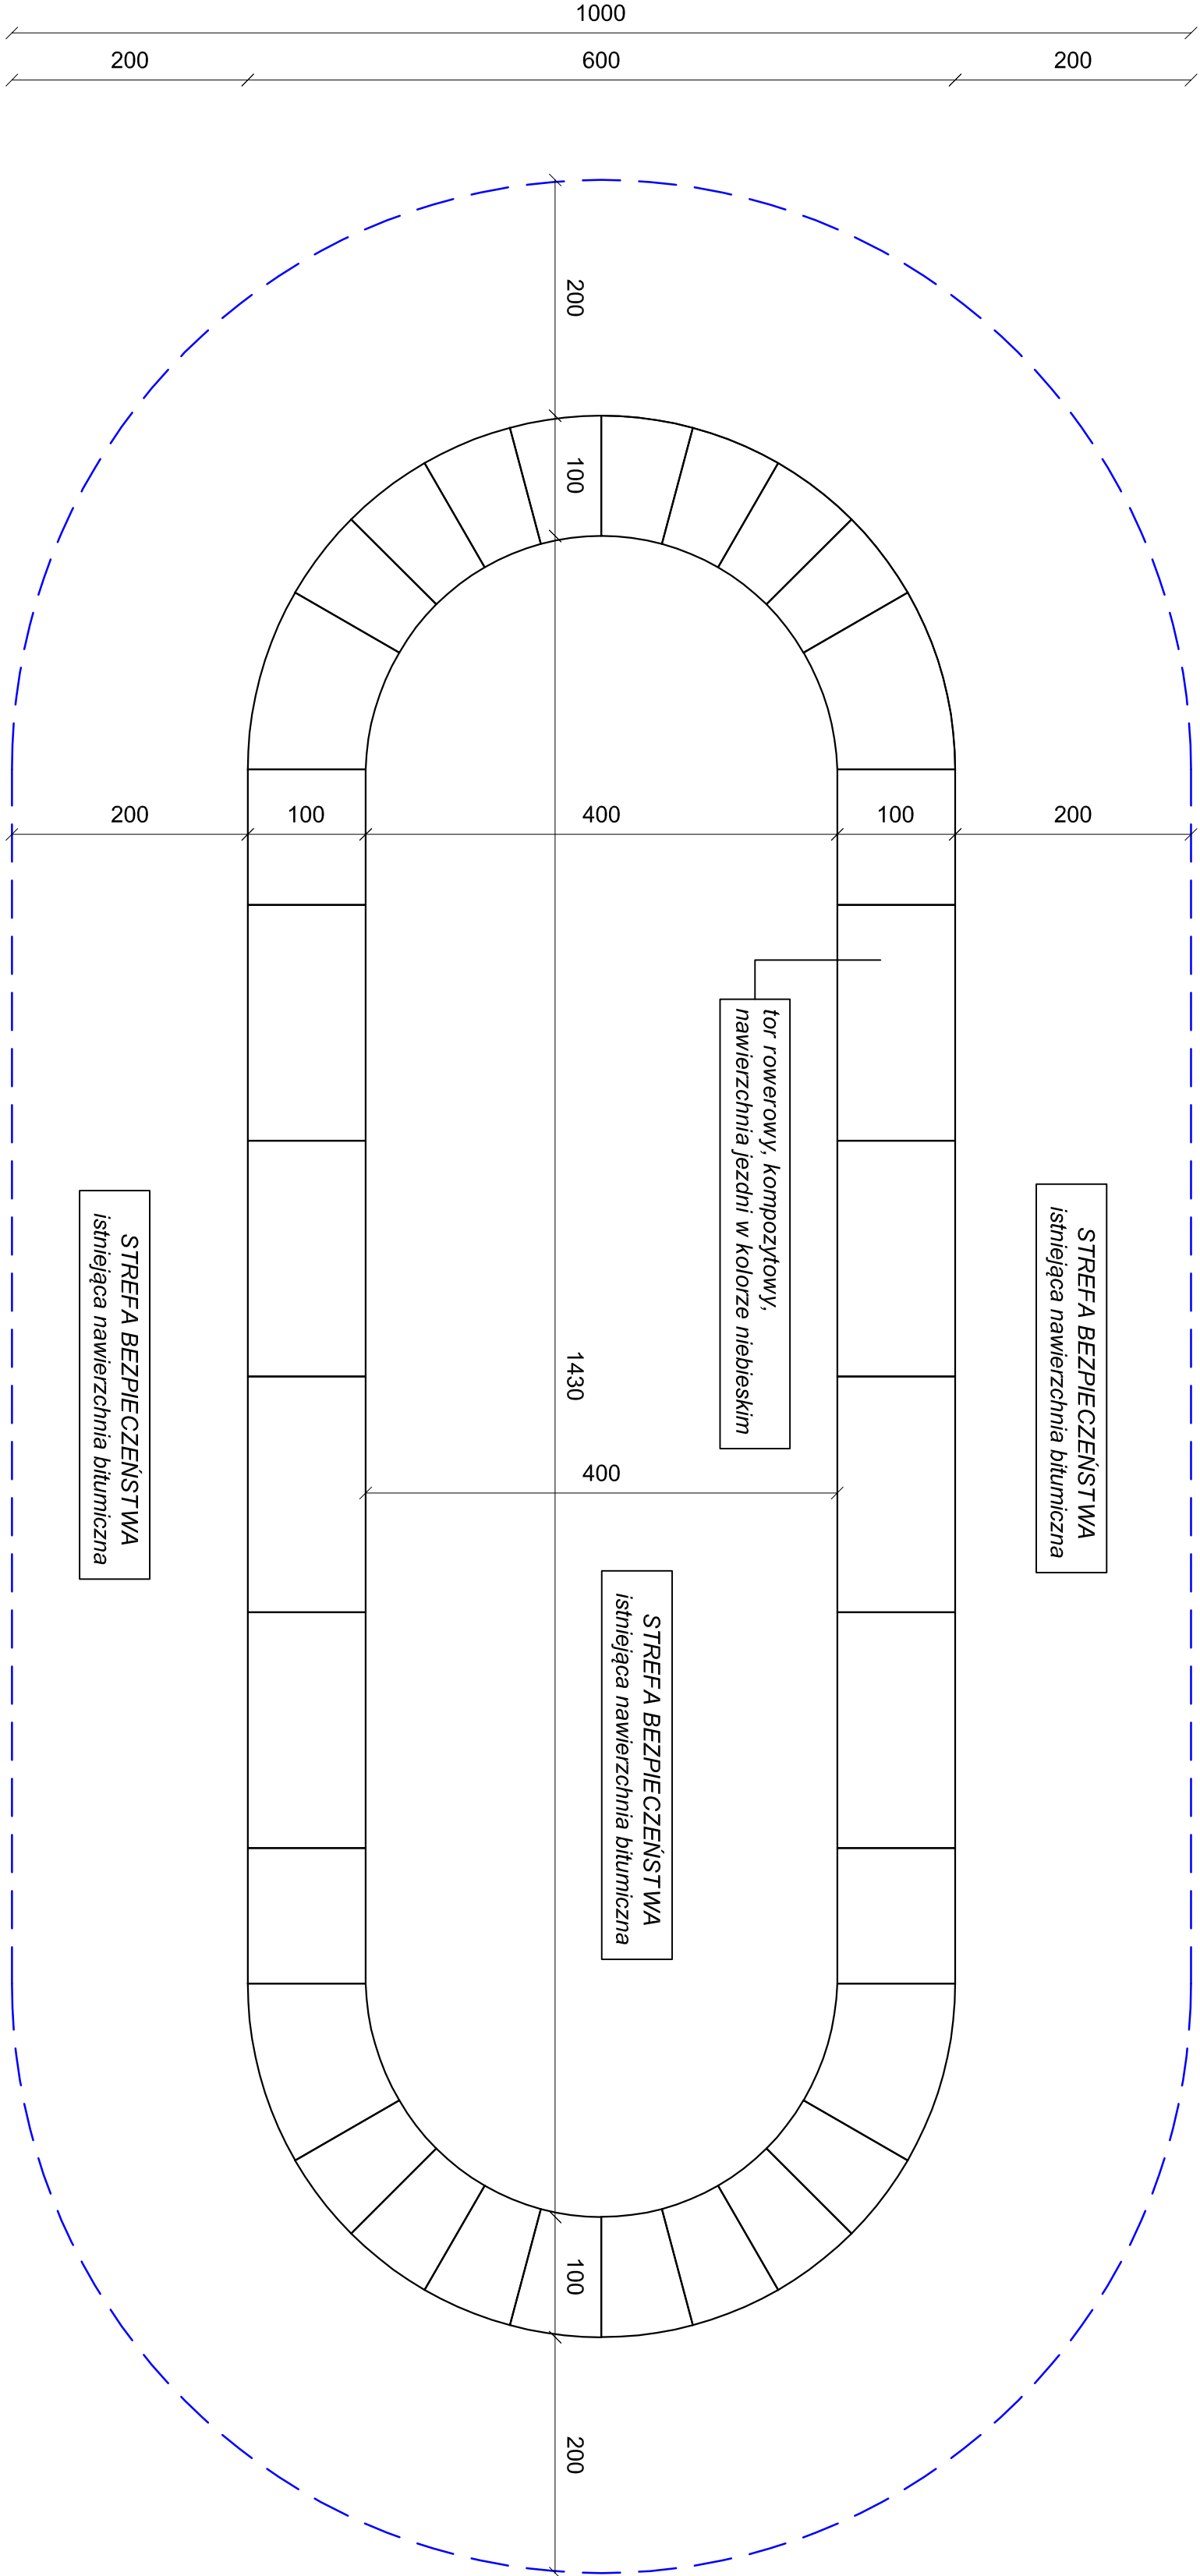 1000
200
600
200
200
100
200
100
400
100
200
tor rowerowy, kompozytowy,
nawierzchnia jezdni w kolorze niebieskim
STREFA BEZPIECZEŃSTWA
istniejąca nawierzchnia bitumiczna
STREFA BEZPIECZEŃSTWA
istniejąca nawierzchnia bitumiczna
1430
400
STREFA BEZPIECZEŃSTWA
istniejąca nawierzchnia bitumiczna
100
200